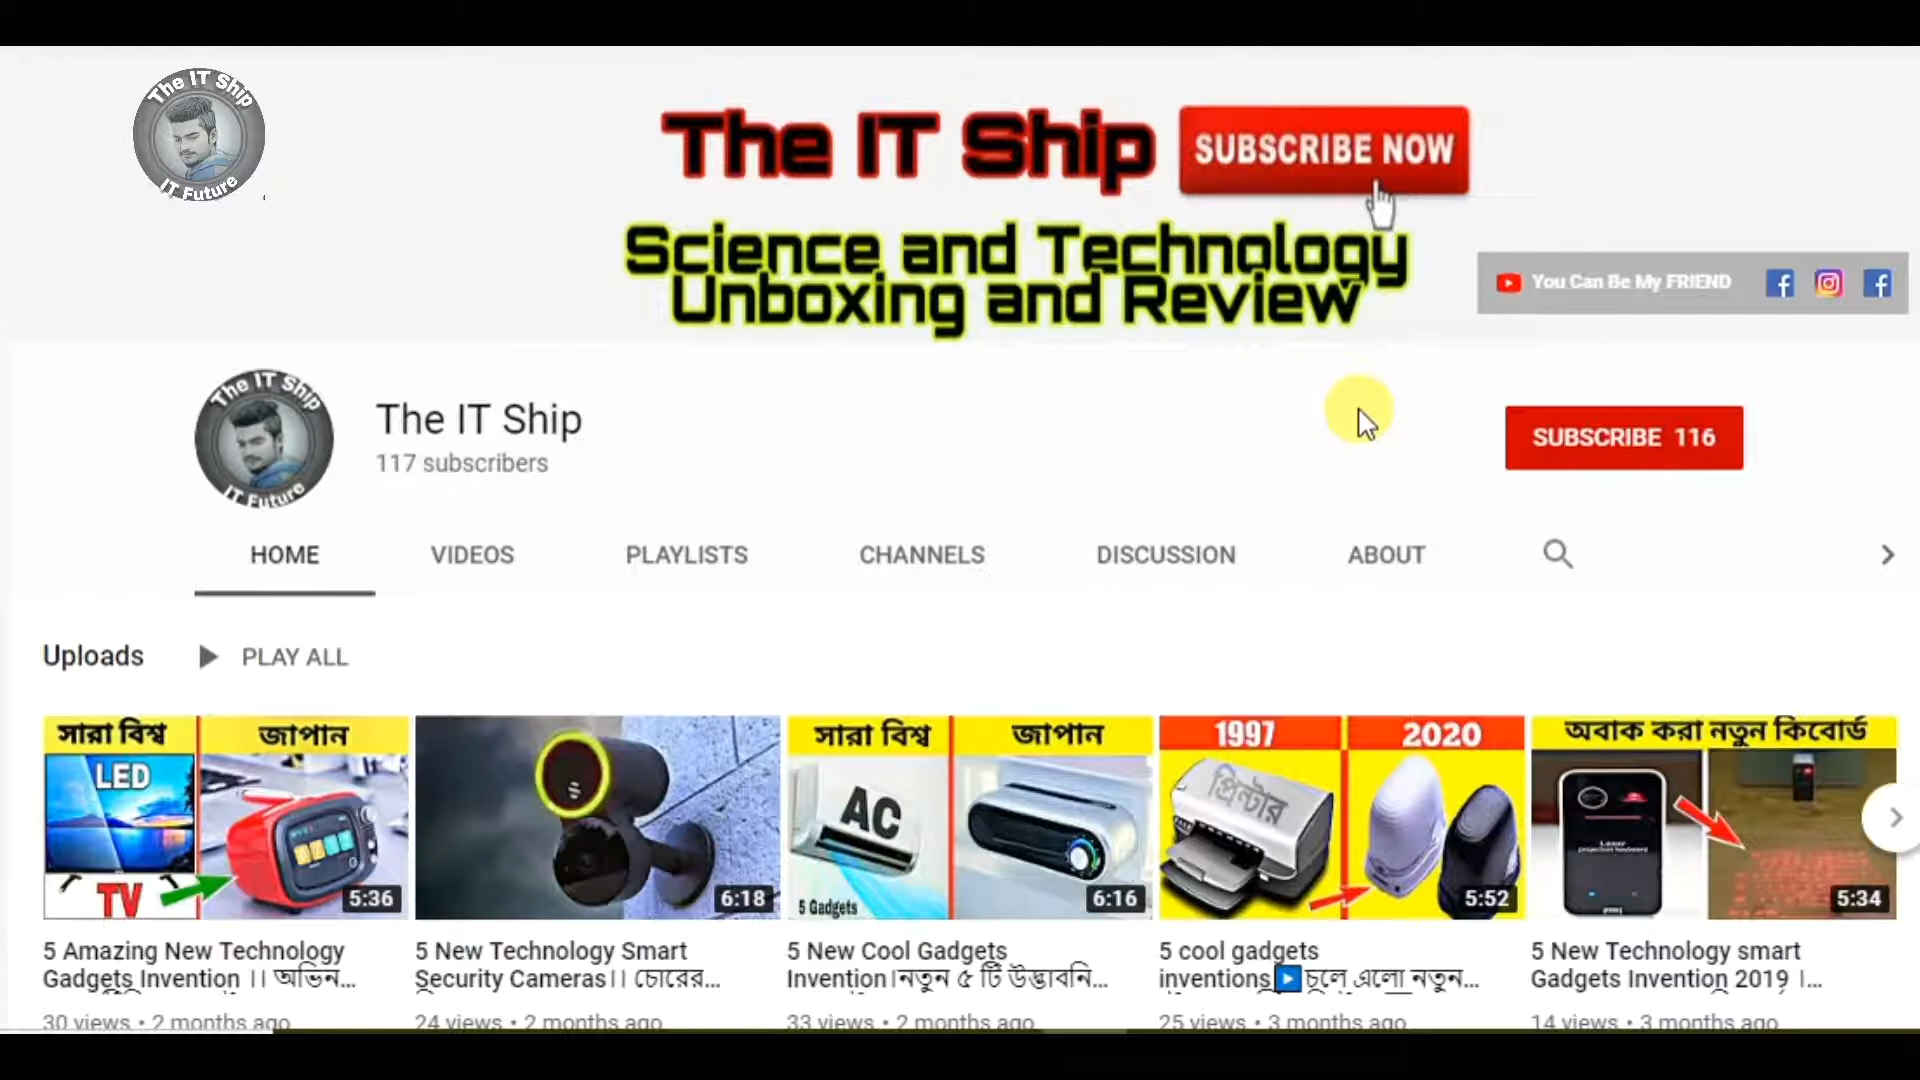 The IT Ship
IT Future
The IT Ship
SUBSCRIBE NOW
Science and Technology
Unboxing and Review
You Can Be My FRIEND
The IT Ship
IT Future
The IT Ship
117 subscribers
SUBSCRIBE 116
HOME
VIDEOS
PLAYLISTS
CHANNELS
DISCUSSION
ABOUT
Uploads
PLAY ALL
সারা বিশ্ব
জাপান
LED
TV
5:36
6:18
সারা বিশ্ব
জাপান
AC
5 Gadgets
6:16
1997
2020
প্রিন্টার
5:52
অবাক করা নতুন কিবোর্ড
5:34
5 Amazing New Technology
Gadgets Invention ।। অভিন...
30 views • 2 months ago
5 New Technology Smart
Security Cameras।। চোরের...
24 views • 2 months ago
5 New Cool Gadgets
Invention।নতুন ৫ টি উদ্ভাবনি...
33 views • 2 months ago
5 cool gadgets
inventions▶️চলে এলো নতুন...
25 views • 3 months ago
5 New Technology smart
Gadgets Invention 2019 ।...
14 views • 3 months ago